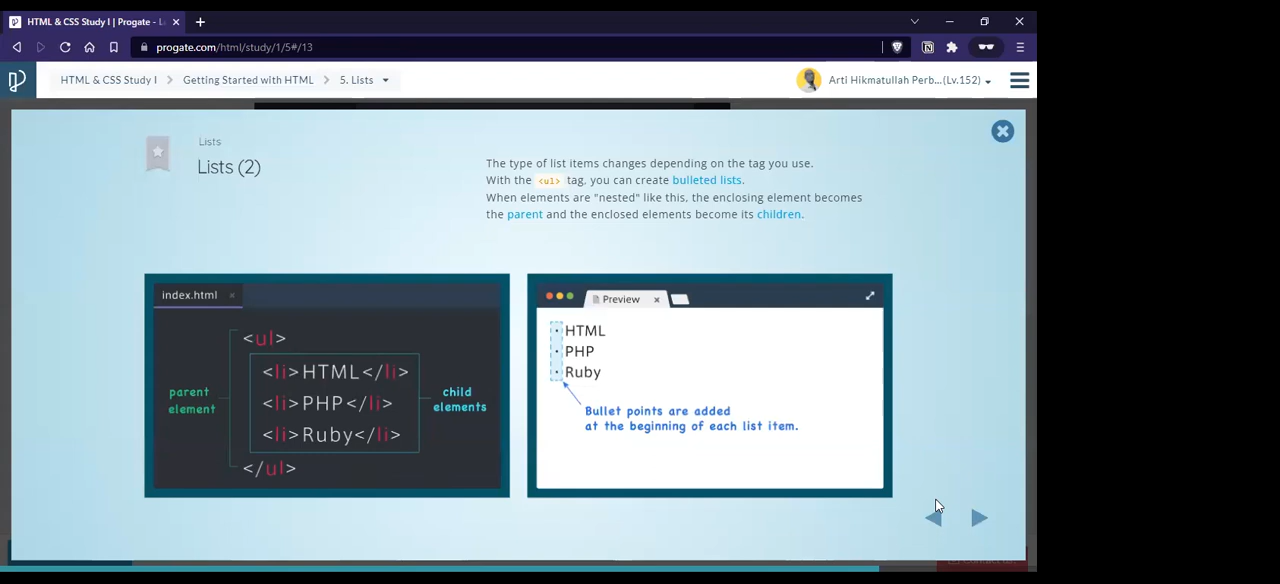 HTML & CSS Study I | Progate - L
progate.com/html/study/1/5#/13
HTML & CSS Study I
Getting Started with HTML
5. Lists
Arti Hikmatullah Perb...(Lv.152)
Lists
Lists (2)
The type of list items changes depending on the tag you use.
With the <ul> tag, you can create bulleted lists.
When elements are "nested" like this, the enclosing element becomes
the parent and the enclosed elements become its children.
index.html
<ul>
<li>HTML</li>
<li>PHP</li>
<li>Ruby</li>
</ul>
parent
element
child
elements
Preview
· HTML
· PHP
· Ruby
Bullet points are added
at the beginning of each list item.